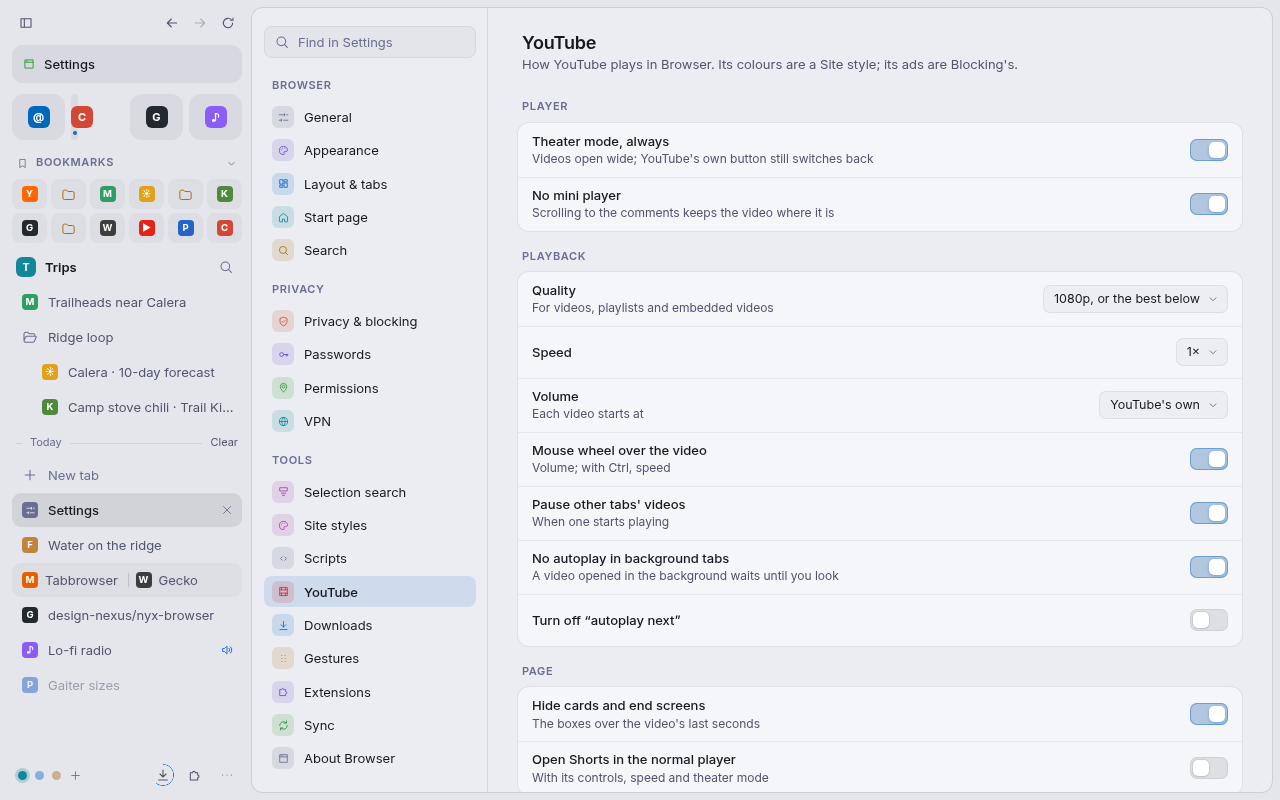 Settings
@
C
G
BOOKMARKS
Y
M
K
G
W
P
C
T
Trips
M
Trailheads near Calera
Ridge loop
Calera · 10-day forecast
K
Camp stove chili · Trail Ki...
Today
Clear
New tab
Settings
F
Water on the ridge
M
Tabbrowser
W
Gecko
G
design-nexus/nyx-browser
Lo-fi radio
P
Gaiter sizes
Find in Settings
BROWSER
General
Appearance
Layout & tabs
Start page
Search
PRIVACY
Privacy & blocking
Passwords
Permissions
VPN
TOOLS
Selection search
Site styles
Scripts
YouTube
Downloads
Gestures
Extensions
Sync
About Browser
YouTube
How YouTube plays in Browser. Its colours are a Site style; its ads are Blocking's.
PLAYER
Theater mode, always
Videos open wide; YouTube's own button still switches back
No mini player
Scrolling to the comments keeps the video where it is
PLAYBACK
Quality
For videos, playlists and embedded videos
1080p, or the best below
Speed
1×
Volume
Each video starts at
YouTube's own
Mouse wheel over the video
Volume; with Ctrl, speed
Pause other tabs' videos
When one starts playing
No autoplay in background tabs
A video opened in the background waits until you look
Turn off “autoplay next”
PAGE
Hide cards and end screens
The boxes over the video's last seconds
Open Shorts in the normal player
With its controls, speed and theater mode